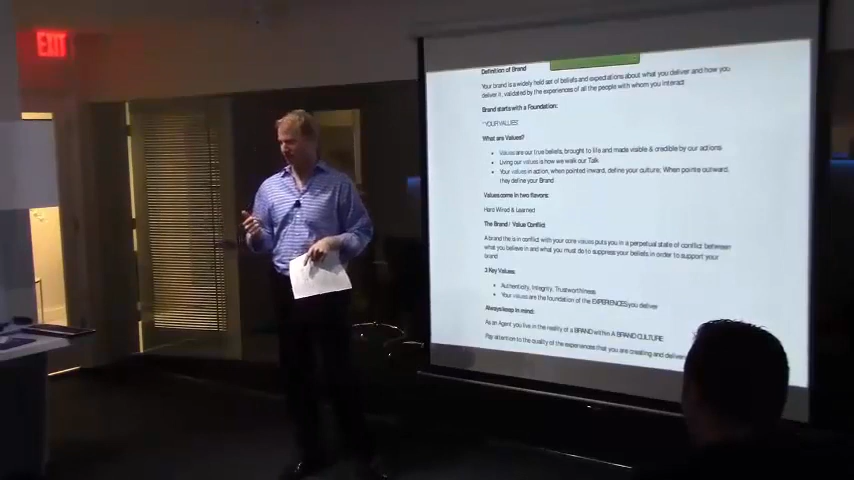 EXIT
Definition of Brand
Your brand is a widely held set of beliefs and expectations about what you deliver and how you
deliver it, validated by the experiences of all the people with whom you interact
Brand starts with a Foundation:
"YOUR VALUES'
What are Values?
• Values are our true beliefs, brought to life and made visible & credible by our actions
• Living our values is how we walk our Talk
• Your values in action, when pointed inward, define your culture; When pointe outward,
they define your Brand
Values come in two flavors:
Hard Wired & Learned
The Brand / Value Conflict:
A brand the is in conflict with your core values puts you in a perpetual state of conflict between
what you believe in and what you must do to suppress your beliefs in order to support your
brand
3 Key Values:
• Authenticity, Integrity, Trustworthiness
• Your values are the foundation of the EXPERIENCES you deliver
Always keep in mind:
As an Agent you live in the reality of a BRAND within A BRAND CULTURE
Pay attention to the quality of the experiences that you are creating and deliver